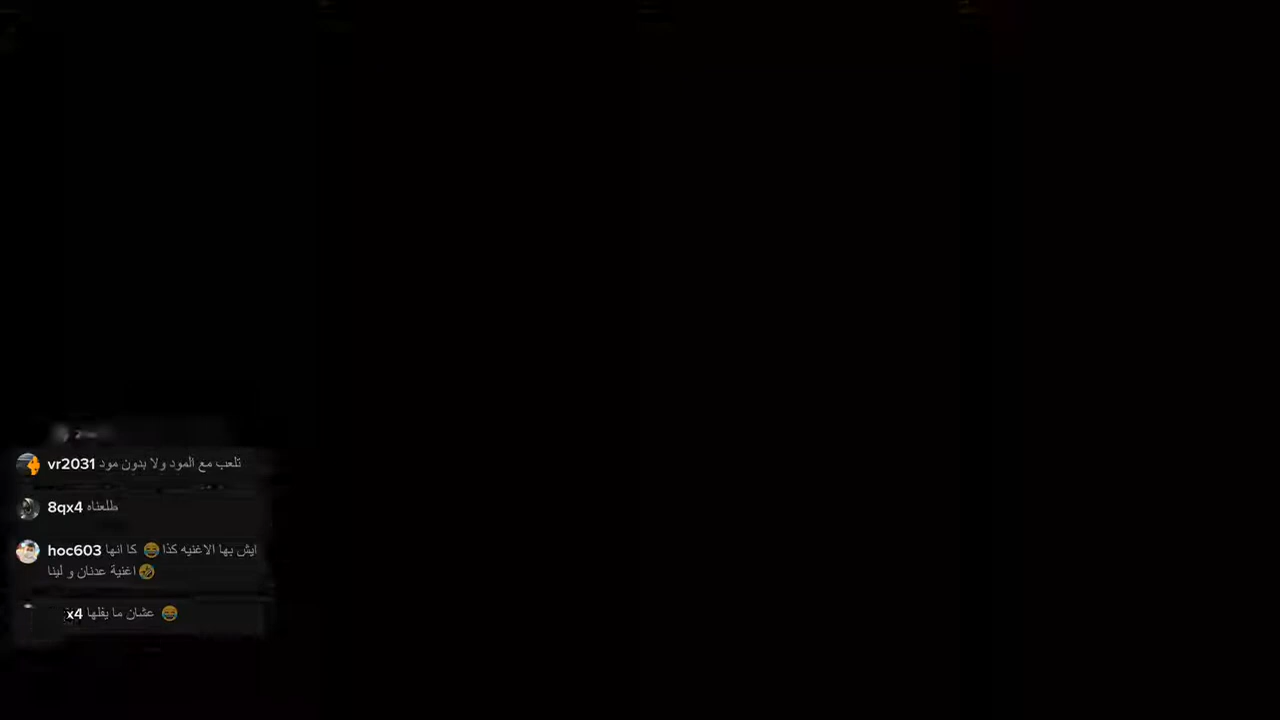 vr2031 تلعب مع المود ولا بدون مود
8qx4 طلعناه
hoc603 ايش بها الاغنيه كذا😂 كا انها
اغنية عدنان و لينا🤣
x4 عشان ما يقلها 😂